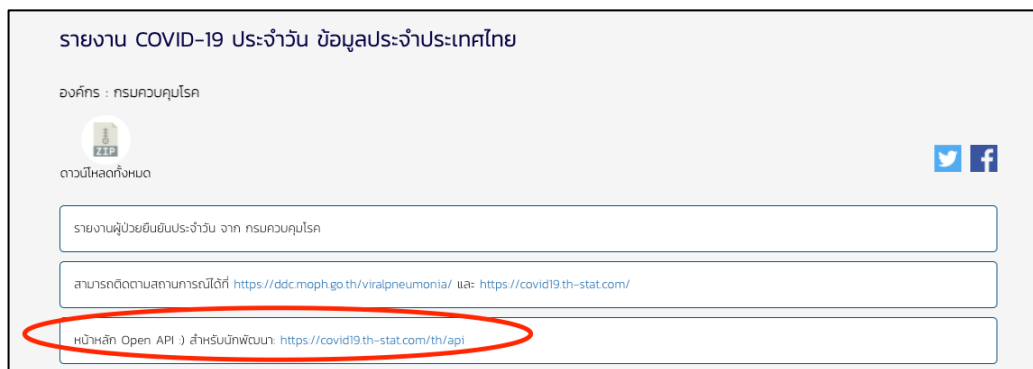 รายงาน COVID-19 ประจำวัน ข้อมูลประจำประเทศไทย
องค์กร : กรมควบคุมโรค
ZIP
ดาวน์โหลดทั้งหมด
รายงานผู้ป่วยยืนยันประจำวัน จาก กรมควบคุมโรค
สามารถติดตามสถานการณ์ได้ที่ https://ddc.moph.go.th/viralpneumonia/ และ https://covid19.th-stat.com/
หน้าหลัก Open API :) สำหรับนักพัฒนา: https://covid19.th-stat.com/th/api